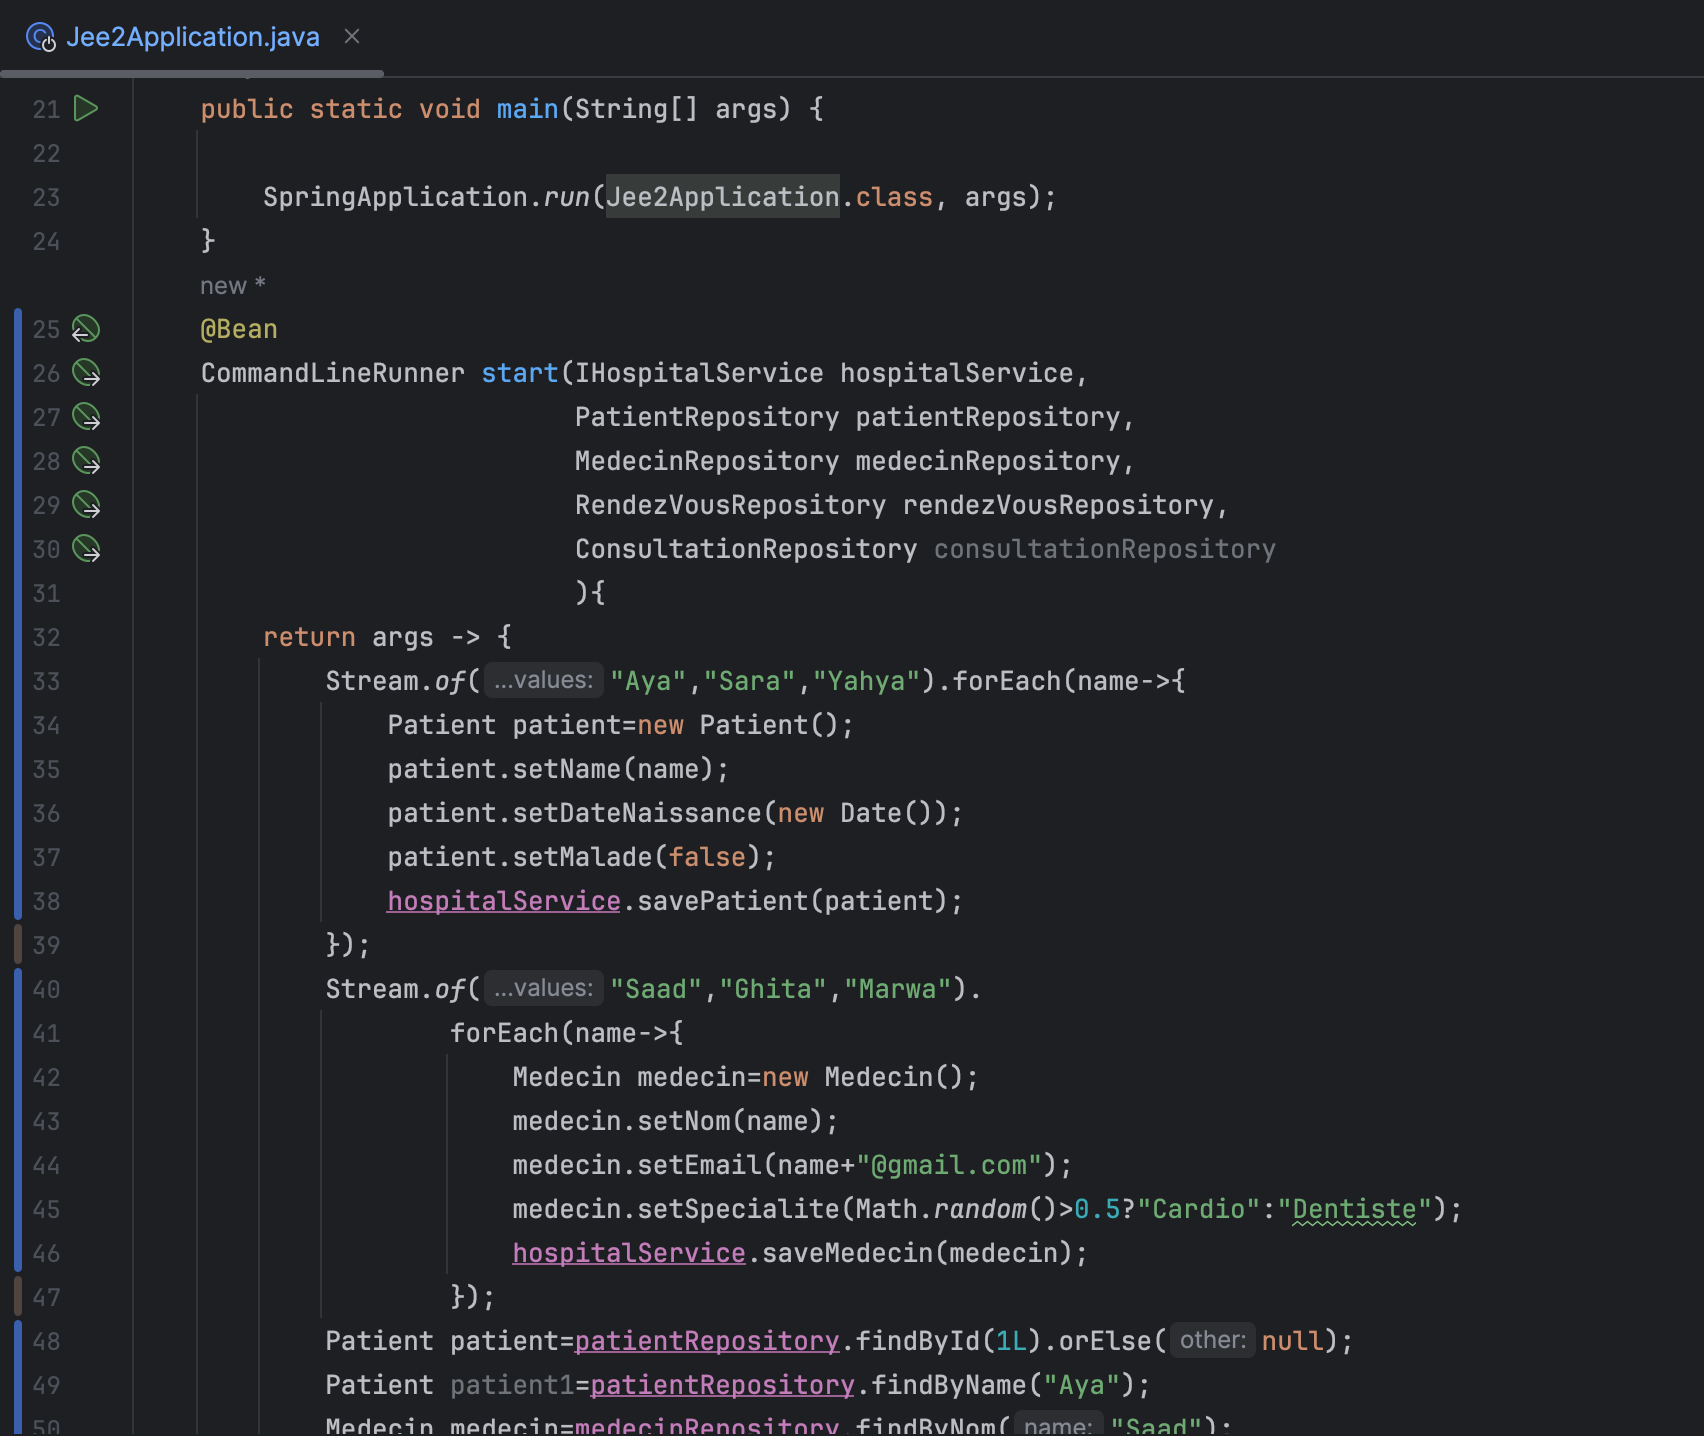 Jee2Application.java
21 public static void main(String[] args) {
22
23 SpringApplication.run(Jee2Application.class, args);
24 }
new *
25 @Bean
26 CommandLineRunner start(IHospitalService hospitalService,
27 PatientRepository patientRepository,
28 MedecinRepository medecinRepository,
29 RendezVousRepository rendezVousRepository,
30 ConsultationRepository consultationRepository
31 ){
32 return args -> {
33 Stream.of( ...values: "Aya","Sara","Yahya").forEach(name->{
34 Patient patient=new Patient();
35 patient.setName(name);
36 patient.setDateNaissance(new Date());
37 patient.setMalade(false);
38 hospitalService.savePatient(patient);
39 });
40 Stream.of( ...values: "Saad","Ghita","Marwa").
41 forEach(name->{
42 Medecin medecin=new Medecin();
43 medecin.setNom(name);
44 medecin.setEmail(name+"@gmail.com");
45 medecin.setSpecialite(Math.random()>0.5?"Cardio":"Dentiste");
46 hospitalService.saveMedecin(medecin);
47 });
48 Patient patient=patientRepository.findById(1L).orElse( other: null);
49 Patient patient1=patientRepository.findByName("Aya");
50 Medecin medecin=medecinRepository.findByNom( name: "Saad");